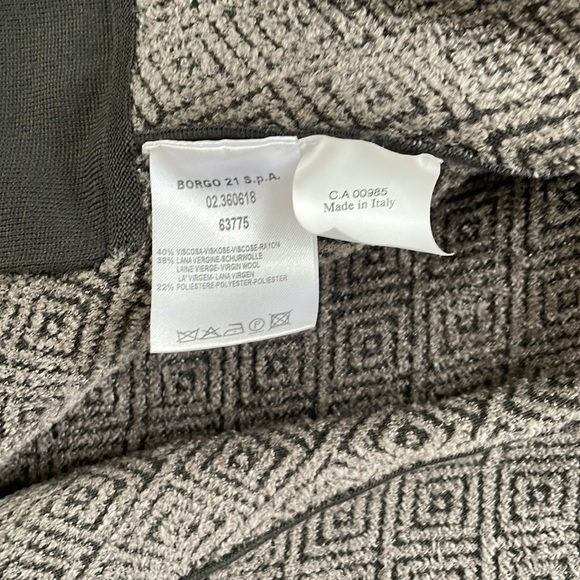 BORGO 21 S.p.A.
02.360618
63775
40% VISCOSA-VISKOSE-VISCOSE-RAYON
38% LANA VERGINE-SCHURWOLLE
LAINE VIERGE-VIRGIN WOOL
LA VIRGEM-LANA VIRGEN
22% POLIESTERE-POLYESTER-POLIESTER
C.A 00985
Made in Italy